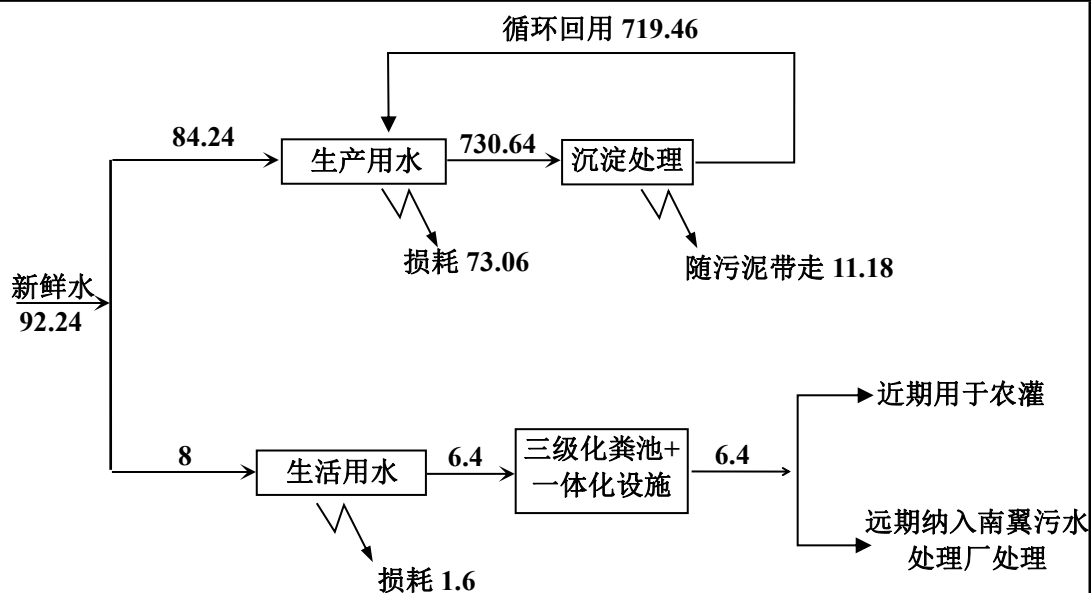 循环回用 719.46
84.24
生产用水
730.64
沉淀处理
损耗 73.06
随污泥带走 11.18
新鲜水
92.24
近期用于农灌
8
生活用水
6.4
三级化粪池+
一体化设施
6.4
远期纳入南翼污水
处理厂处理
损耗 1.6